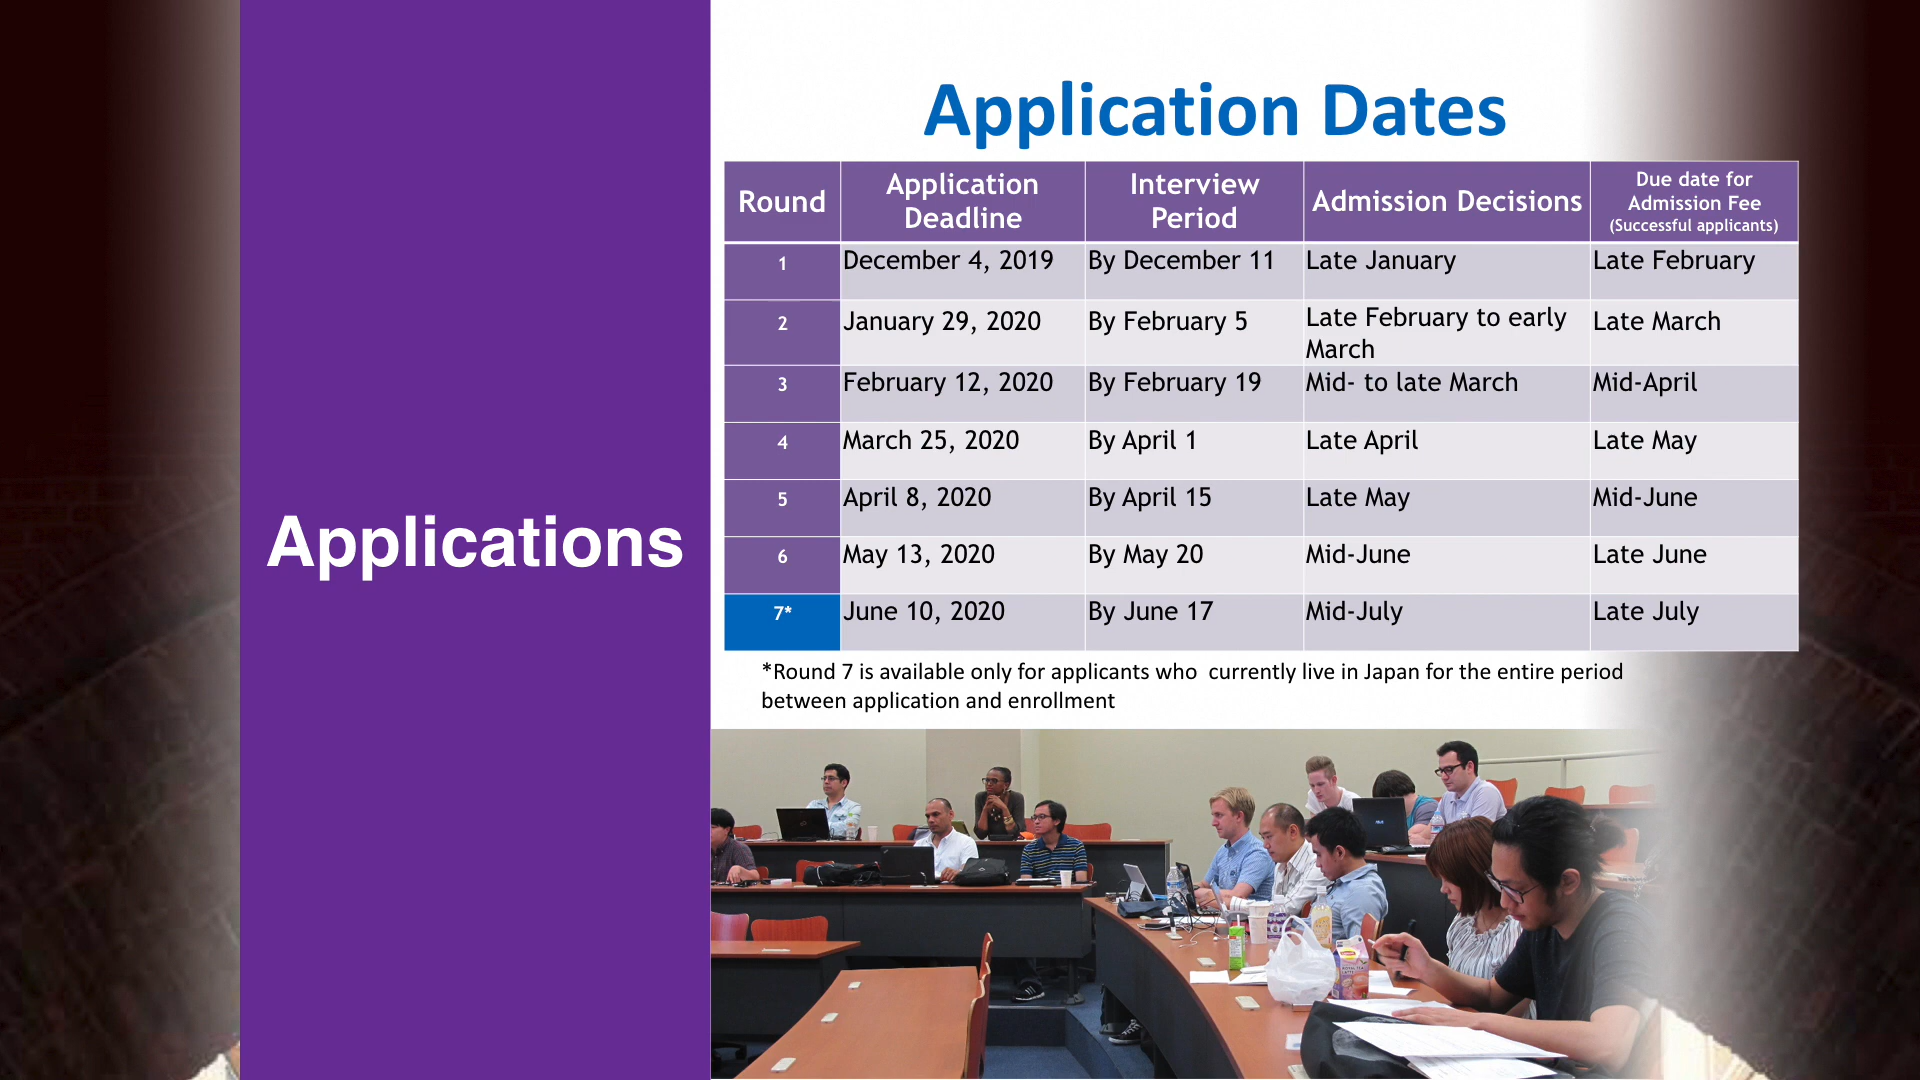 Applications
Application Dates
Round
Application
Deadline
Interview
Period
Admission Decisions
Due date for
Admission Fee
(Successful applicants)
1 December 4, 2019 By December 11 Late January Late February
2 January 29, 2020 By February 5 Late February to early Late March
March
3 February 12, 2020 By February 19 Mid- to late March Mid-April
4 March 25, 2020 By April 1 Late April Late May
5 April 8, 2020 By April 15 Late May Mid-June
6 May 13, 2020 By May 20 Mid-June Late June
7* June 10, 2020 By June 17 Mid-July Late July
*Round 7 is available only for applicants who  currently live in Japan for the entire period
between application and enrollment